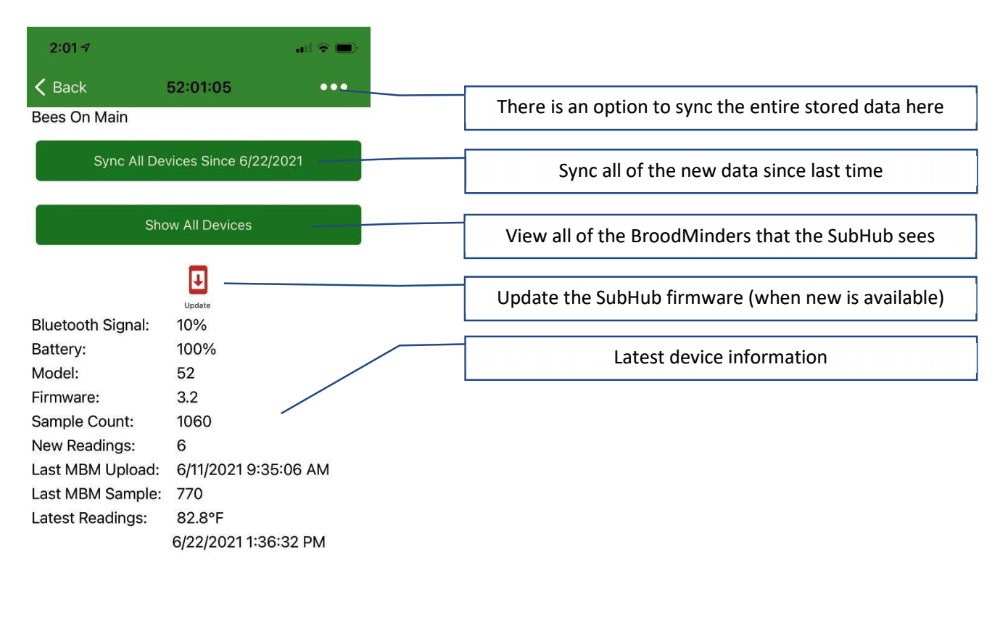 2:01
Back 52:01:05 •••
Bees On Main
Sync All Devices Since 6/22/2021
Show All Devices
Update
Bluetooth Signal: 10%
Battery: 100%
Model: 52
Firmware: 3.2
Sample Count: 1060
New Readings: 6
Last MBM Upload: 6/11/2021 9:35:06 AM
Last MBM Sample: 770
Latest Readings: 82.8°F
6/22/2021 1:36:32 PM
There is an option to sync the entire stored data here
Sync all of the new data since last time
View all of the BroodMinders that the SubHub sees
Update the SubHub firmware (when new is available)
Latest device information